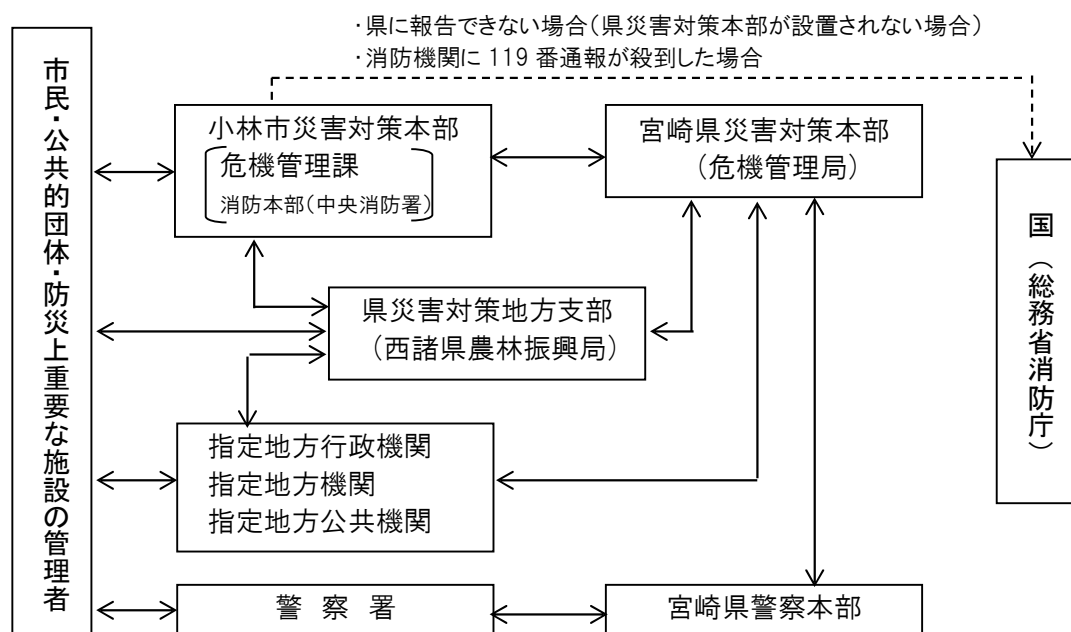 ・県に報告できない場合（県災害対策本部が設置されない場合）
・消防機関に 119 番通報が殺到した場合
市民・公共的団体・防災上重要な施設の管理者
小林市災害対策本部
危機管理課
消防本部（中央消防署）
宮崎県災害対策本部
（危機管理局）
国（総務省消防庁）
県災害対策地方支部
（西諸県農林振興局）
指定地方行政機関
指定地方機関
指定地方公共機関
警 察 署
宮崎県警察本部